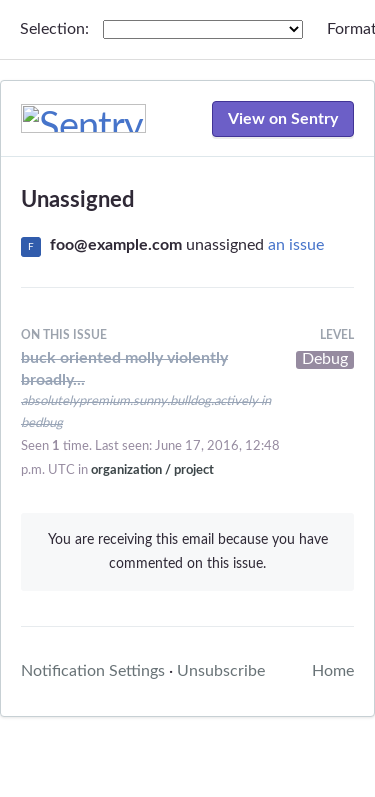 Selection:
Format
Sentry
View on Sentry
Unassigned
F
foo@example.com unassigned an issue
ON THIS ISSUE
LEVEL
buck oriented molly violently
broadly...
Debug
absolutelypremium.sunny.bulldog.actively in
bedbug
Seen 1 time. Last seen: June 17, 2016, 12:48
p.m. UTC in organization / project
You are receiving this email because you have
commented on this issue.
Notification Settings · Unsubscribe
Home